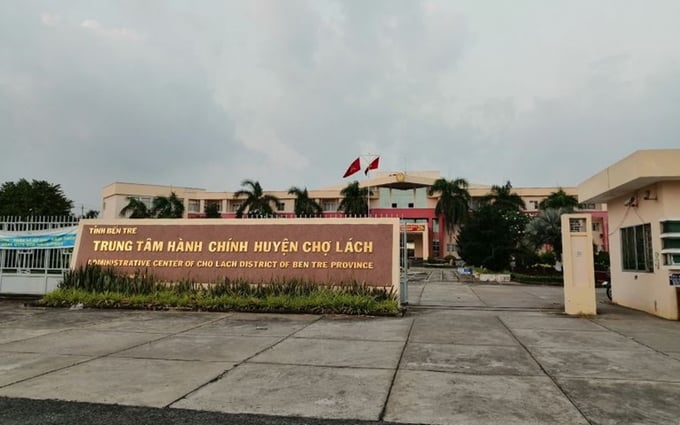 TỈNH BẾN TRE
TRUNG TÂM HÀNH CHÍNH HUYỆN CHỢ LÁCH
ADMINISTRATIVE CENTER OF CHO LACH DISTRICT OF BEN TRE PROVINCE